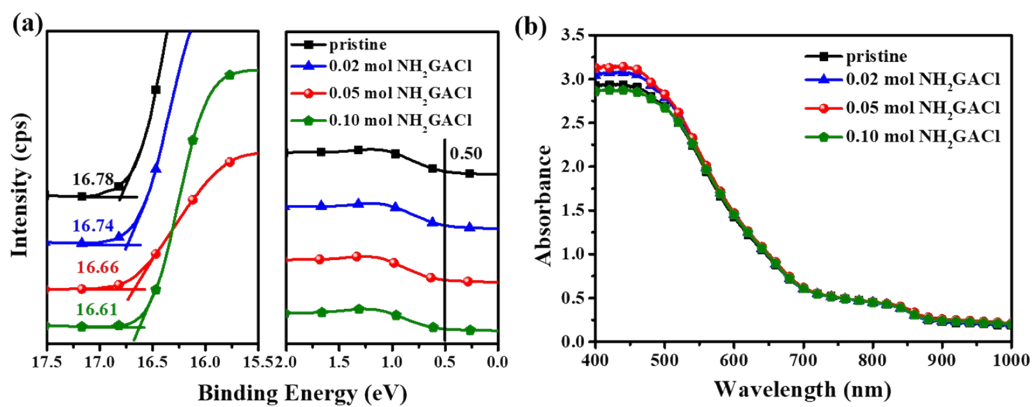 (a)
Intensity (cps)
16.78
16.74
16.66
16.61
17.5 17.0 16.5 16.0 15.5
pristine
0.02 mol NH₂GACl
0.05 mol NH₂GACl
0.10 mol NH₂GACl
0.50
2.0 1.5 1.0 0.5 0.0
Binding Energy (eV)
(b)
Absorbance
3.5
3.0
2.5
2.0
1.5
1.0
0.5
0.0
pristine
0.02 mol NH₂GACl
0.05 mol NH₂GACl
0.10 mol NH₂GACl
400 500 600 700 800 900 1000
Wavelength (nm)